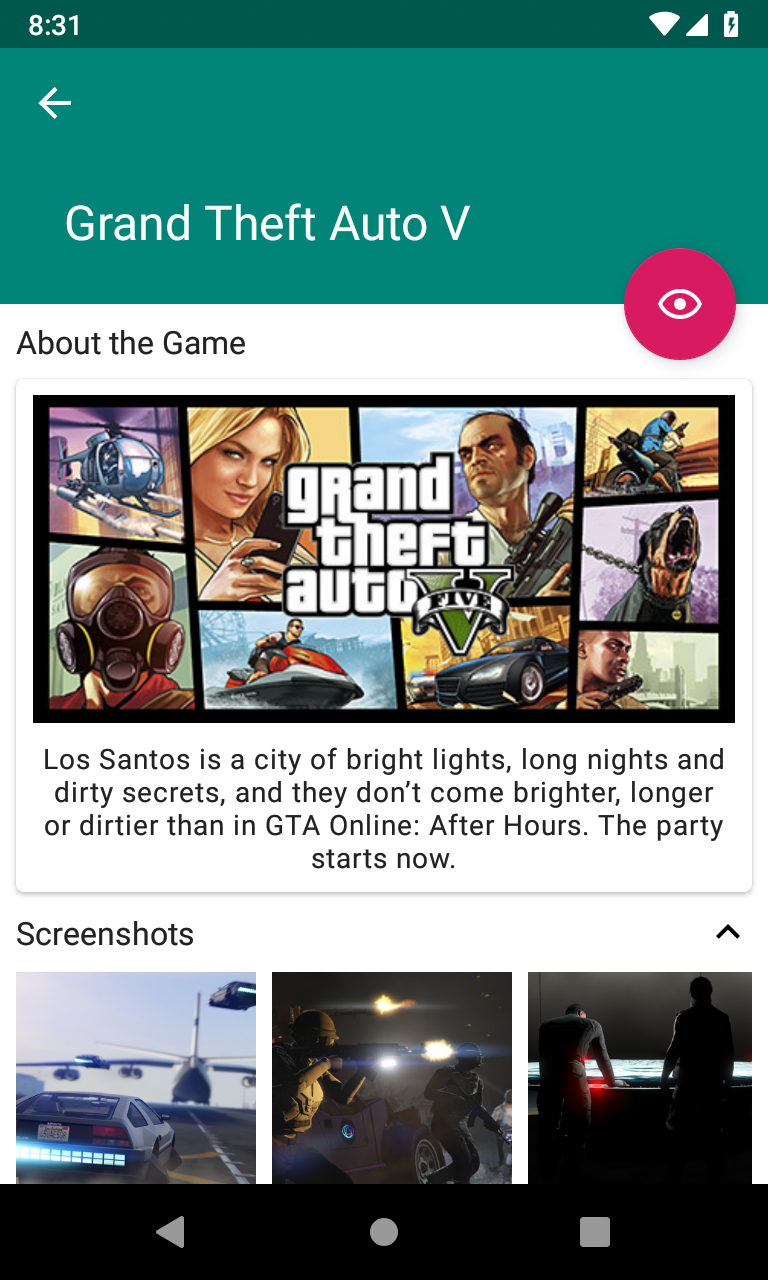 8:31
Grand Theft Auto V
About the Game
grand
theft
auto V
FIVE
Los Santos is a city of bright lights, long nights and
dirty secrets, and they don’t come brighter, longer
or dirtier than in GTA Online: After Hours. The party
starts now.
Screenshots